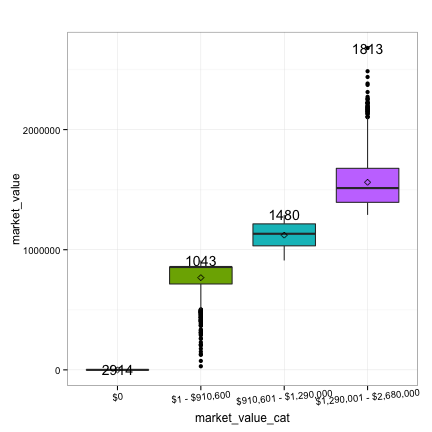 1813
2000000
1480
1043
1000000
2914
0
$0
$1 - $910,600
$910,601 - $1,290,000
$1,290,001 - $2,680,000
market_value
market_value_cat